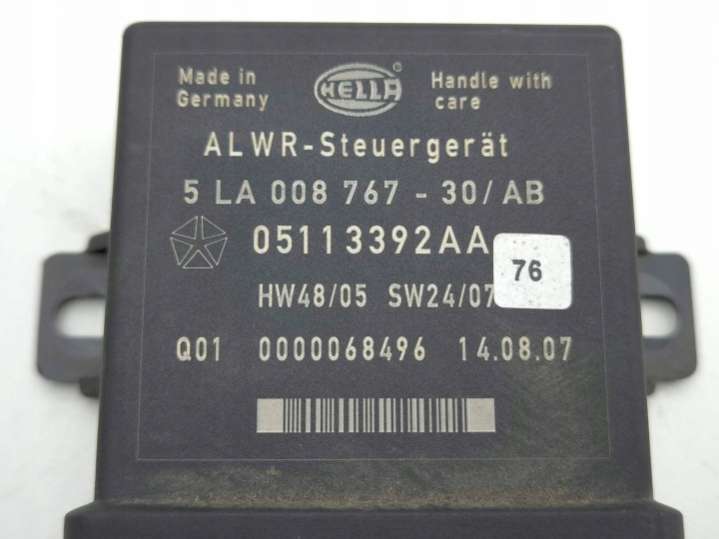 Made in
Germany
HELLA
Handle with
care
ALWR-Steuergerät
5 LA 008 767 - 30/AB
05113392AA
76
HW48/05 SW24/07
Q01 0000068496 14.08.07